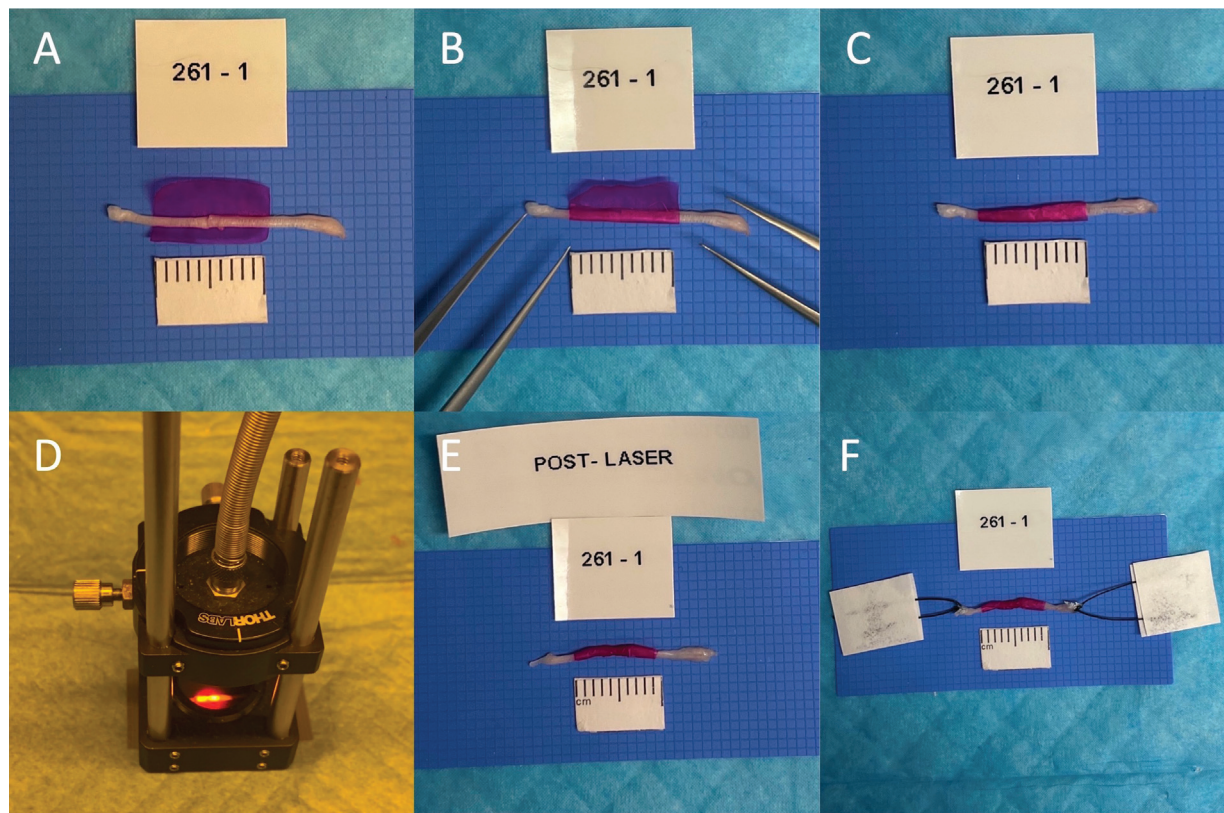 A
261 - 1
B
261 - 1
C
261 - 1
D
THORLABS
E
POST- LASER
261 - 1
cm
F
261 - 1
cm